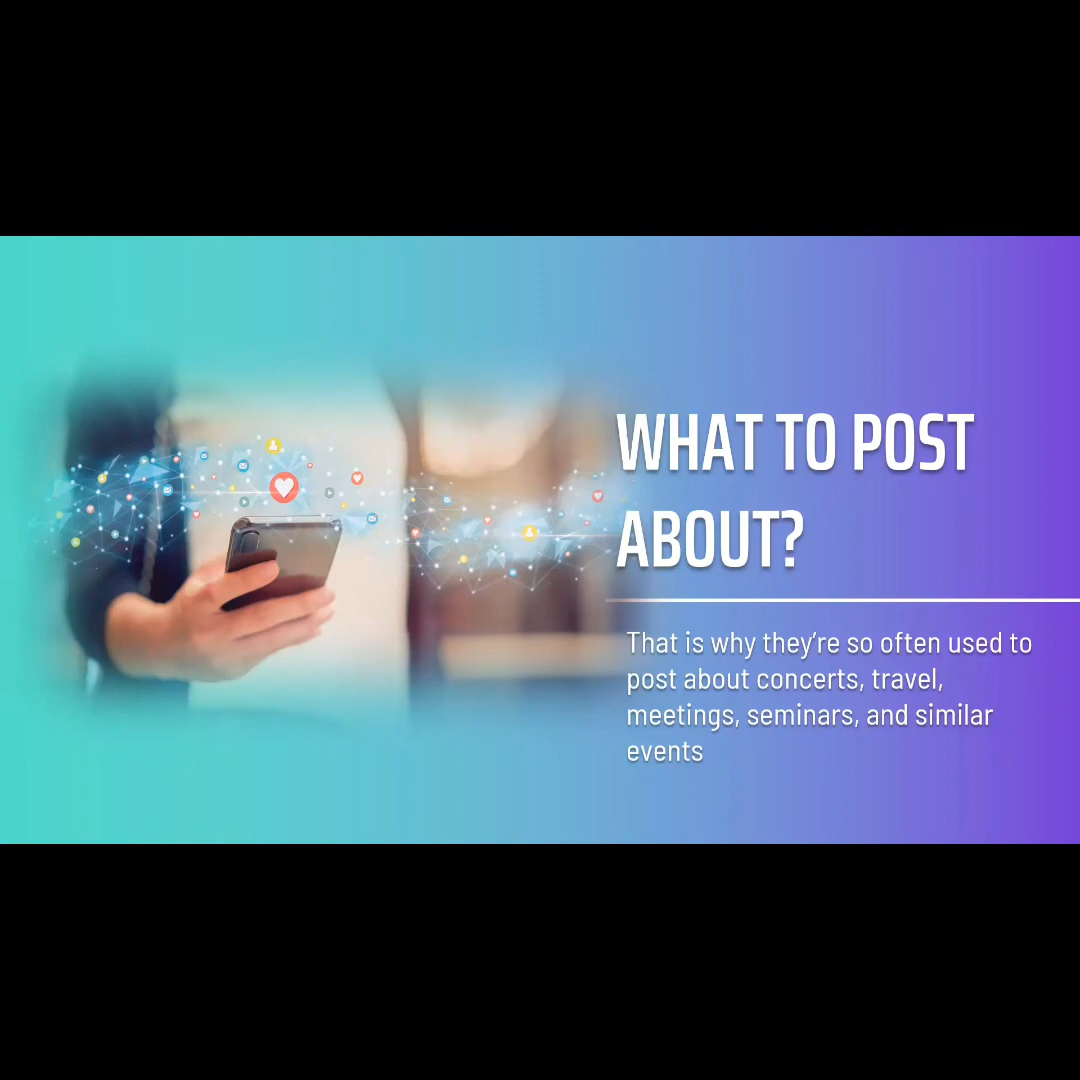 WHAT TO POST
ABOUT?
That is why they're so often used to
post about concerts, travel,
meetings, seminars, and similar
events